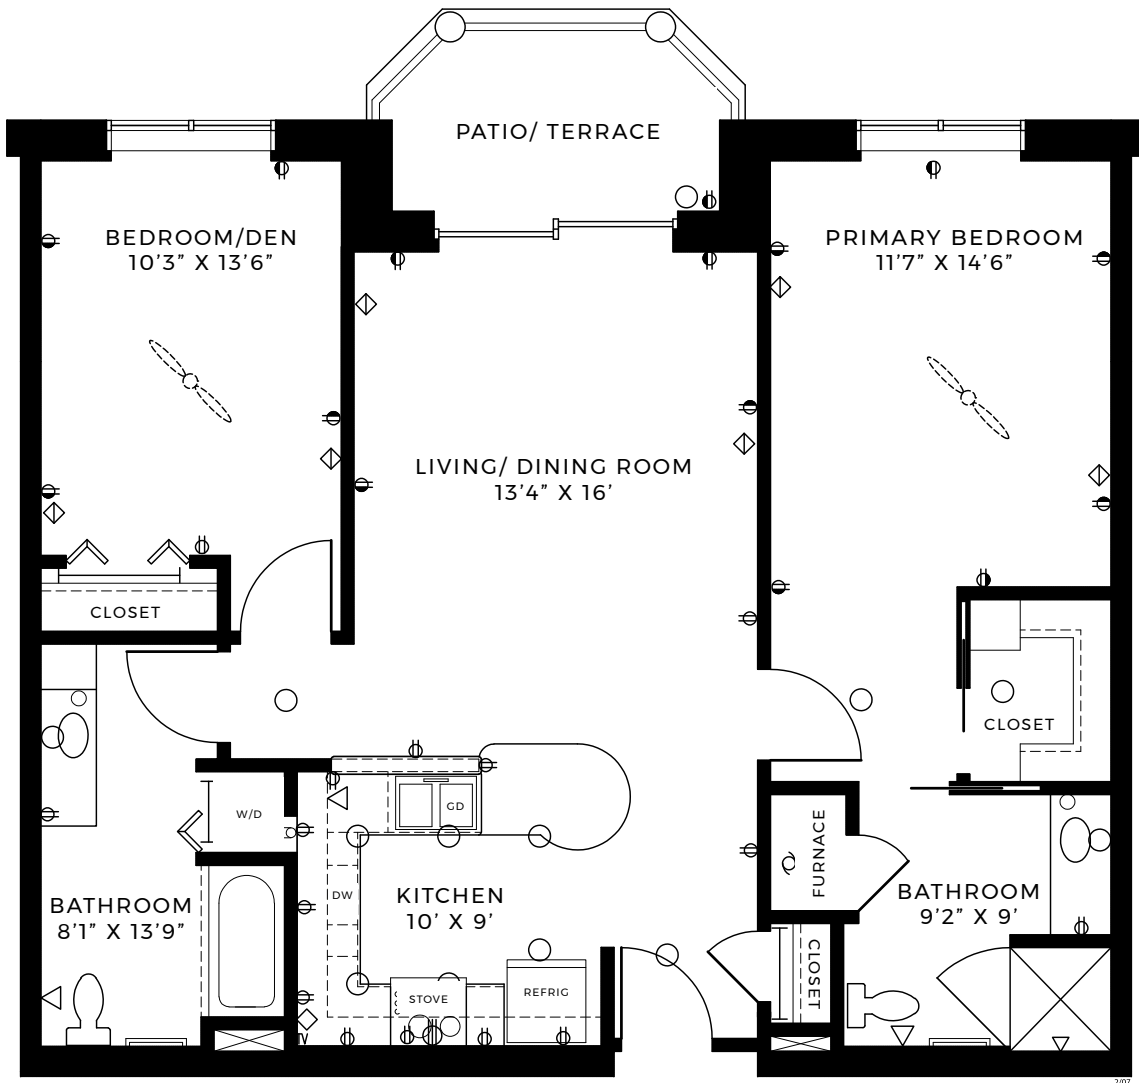 PATIO/ TERRACE
BEDROOM/DEN
10’3” X 13’6”
PRIMARY BEDROOM
11’7” X 14’6”
LIVING/ DINING ROOM
13’4” X 16’
CLOSET
CLOSET
W/D
GD
FURNACE
DW
KITCHEN
10’ X 9’
BATHROOM
8’1” X 13’9”
BATHROOM
9’2” X 9’
CLOSET
STOVE
REFRIG